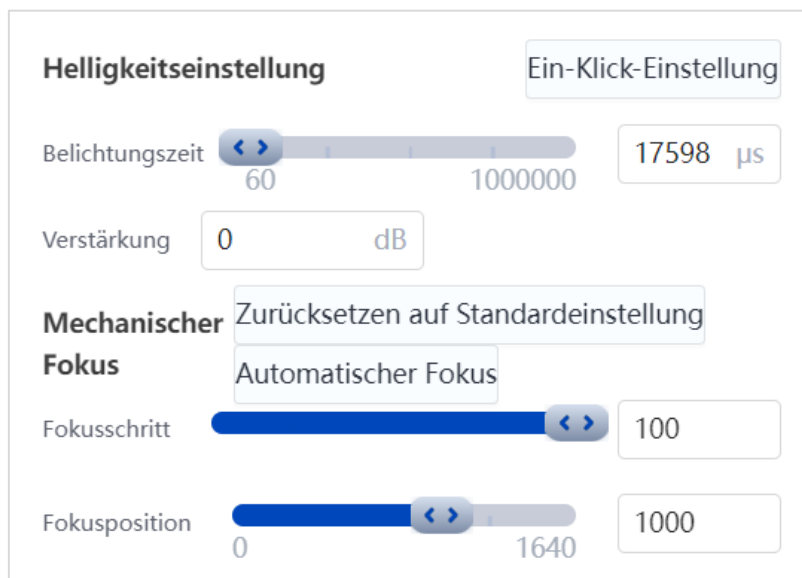 Helligkeitseinstellung Ein-Klick-Einstellung
Belichtungszeit 17598 µs
60 1000000
Verstärkung 0 dB
Mechanischer Zurücksetzen auf Standardeinstellung
Fokus Automatischer Fokus
Fokusschritt 100
Fokusposition 1000
0 1640